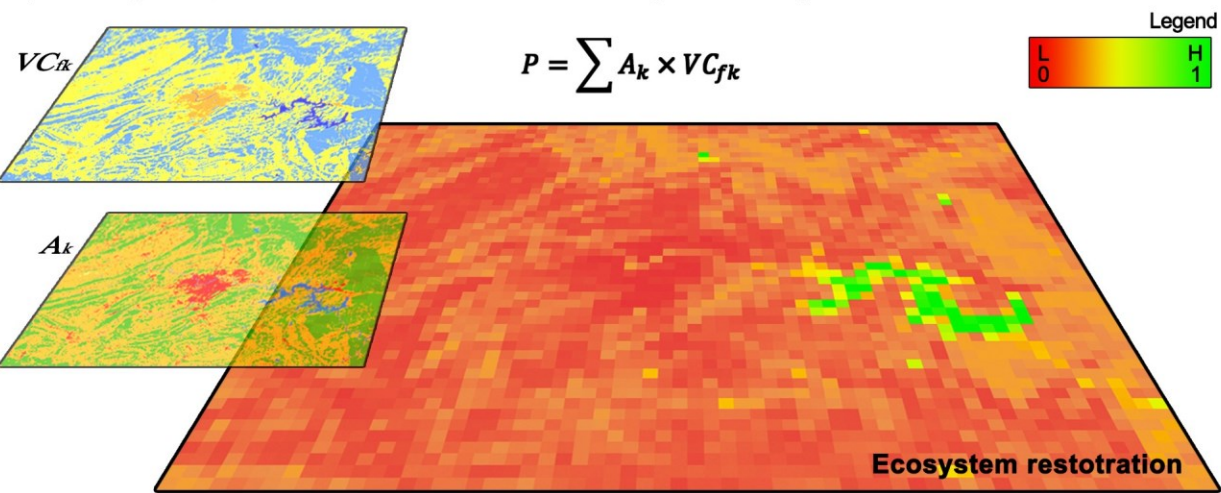 Legend
VCfk
P = ∑ Ak × VCfk
L H
0 1
Ak
Ecosystem restotration